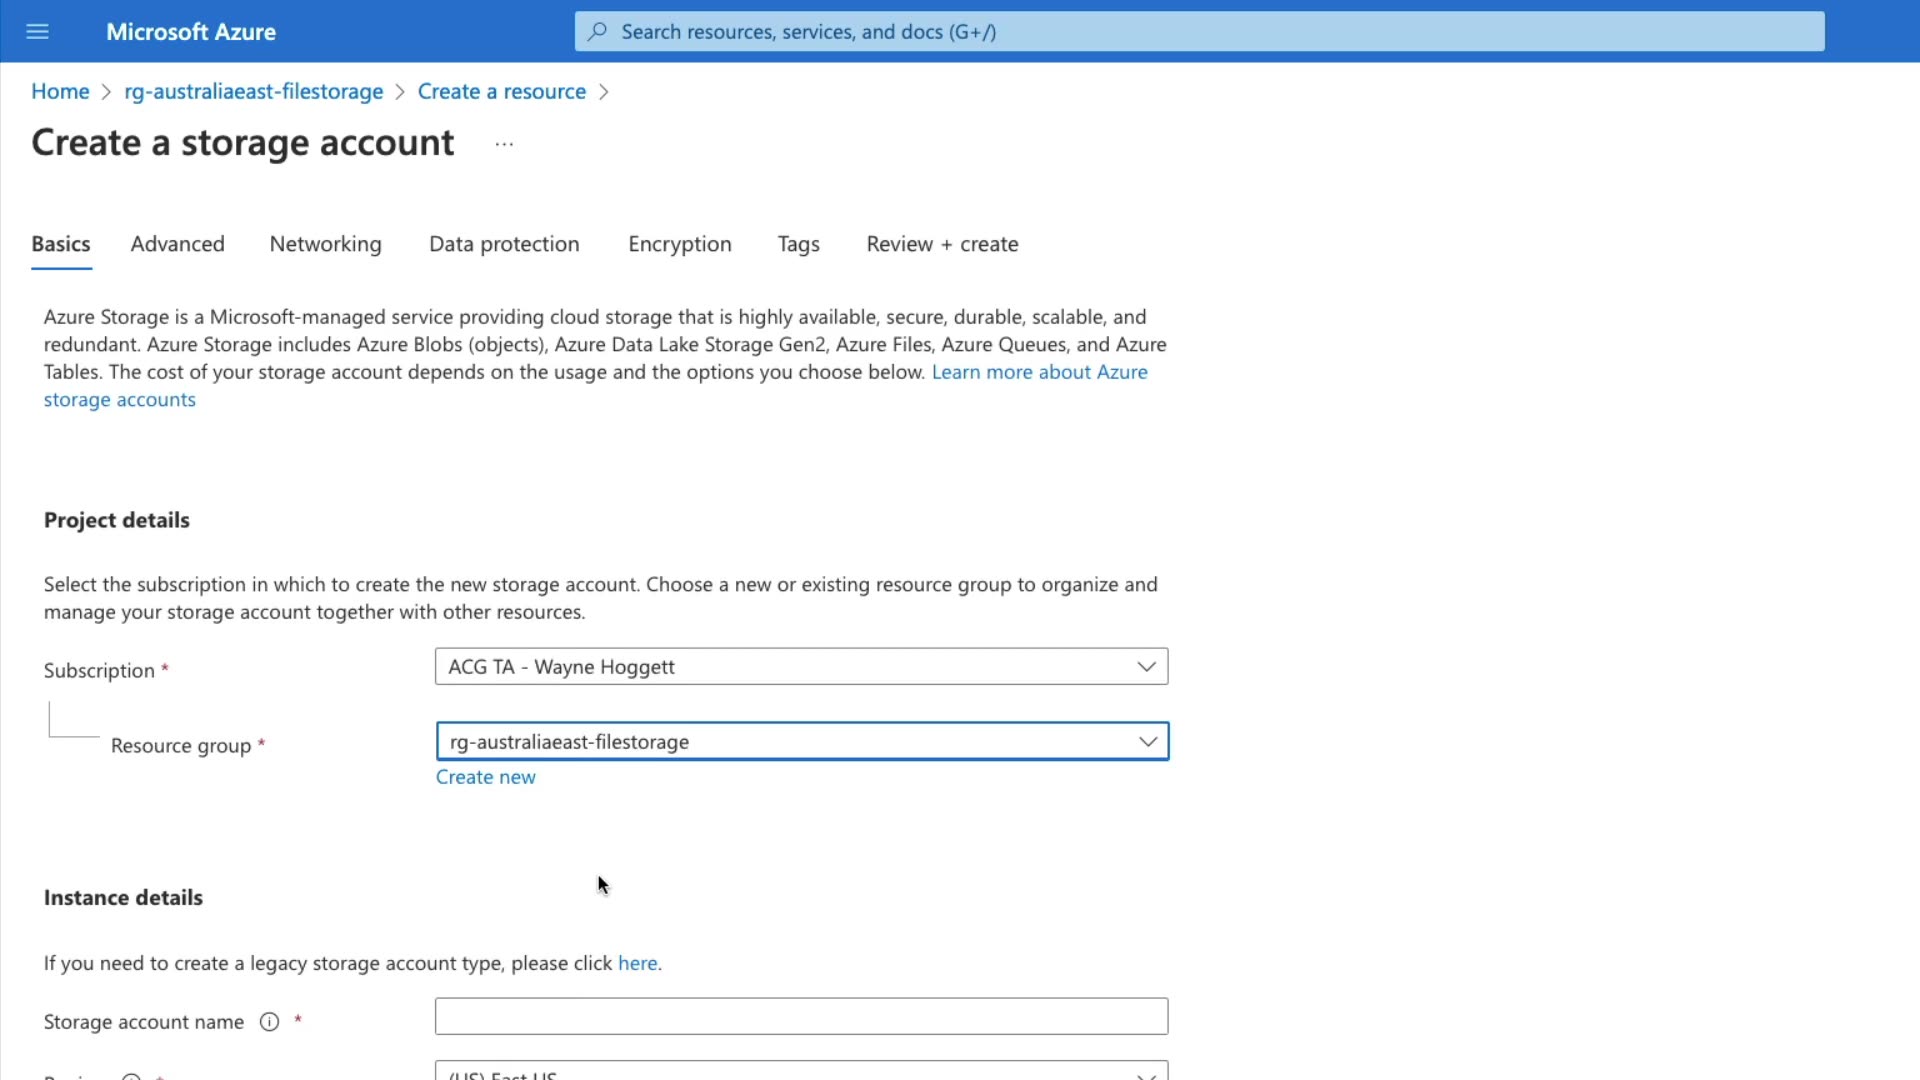 Microsoft Azure
Search resources, services, and docs (G+/)
Home > rg-australiaeast-filestorage > Create a resource >
Create a storage account ...
Basics Advanced Networking Data protection Encryption Tags Review + create
Azure Storage is a Microsoft-managed service providing cloud storage that is highly available, secure, durable, scalable, and
redundant. Azure Storage includes Azure Blobs (objects), Azure Data Lake Storage Gen2, Azure Files, Azure Queues, and Azure
Tables. The cost of your storage account depends on the usage and the options you choose below. Learn more about Azure
storage accounts
Project details
Select the subscription in which to create the new storage account. Choose a new or existing resource group to organize and
manage your storage account together with other resources.
Subscription *
ACG TA - Wayne Hoggett
Resource group *
rg-australiaeast-filestorage
Create new
Instance details
If you need to create a legacy storage account type, please click here.
Storage account name *
(US) East US